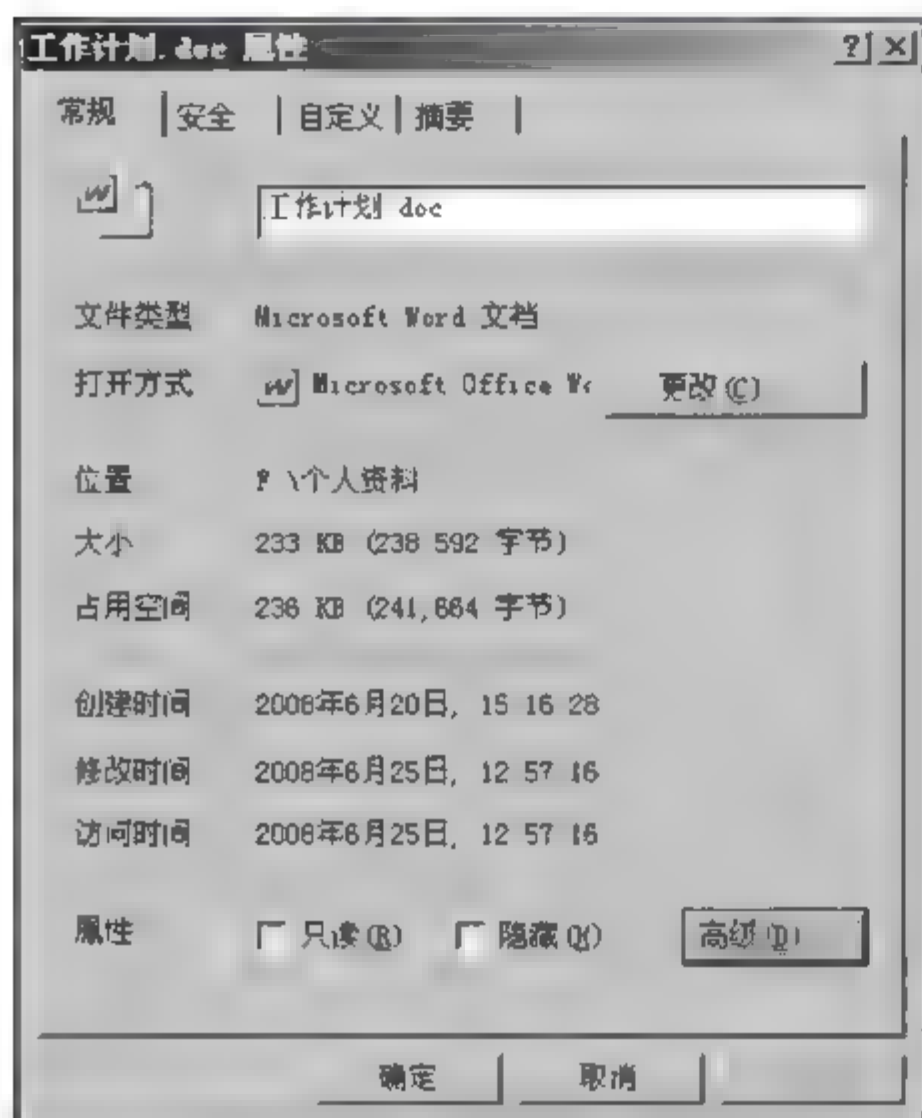 工作计划.doc 属性
常规 安全 自定义 摘要
工作计划 doc
文件类型 Microsoft Word 文档
打开方式 Microsoft Office 更改(C)
位置 \个人资料
大小 233 KB (238 592 字节)
占用空间 236 KB (241,664 字节)
创建时间 2008年6月20日, 15 16 28
修改时间 2008年6月25日, 12 57 16
访问时间 2008年6月25日, 12 57 16
属性 只读(R) 隐藏(H) 高级(D)
确定 取消